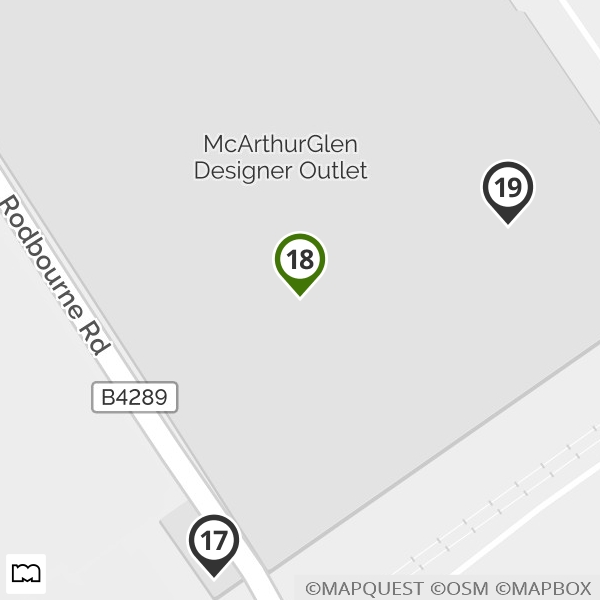 McArthurGlen
Designer Outlet
19
18
Rodbourne Rd
B4289
17
©MAPQUEST ©OSM ©MAPBOX